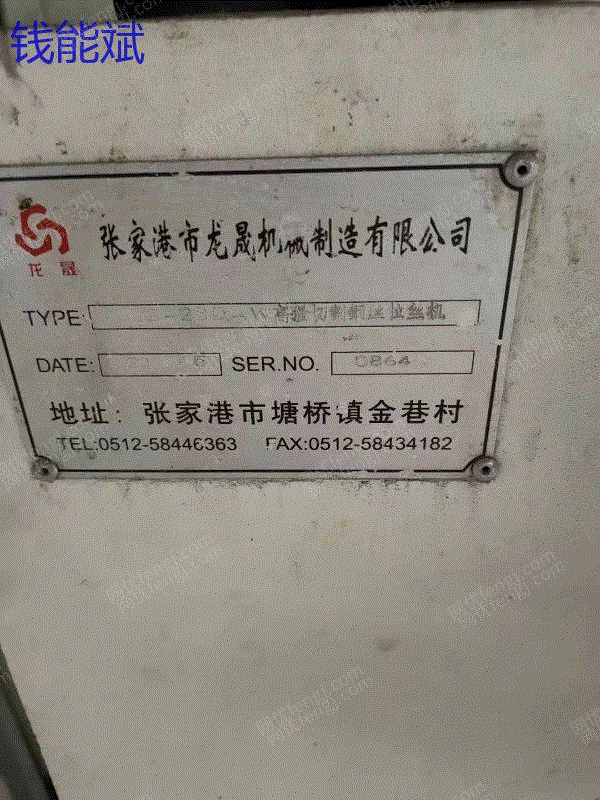 钱能斌
张家港市龙晟机械制造有限公司
龙晟
TYPE:
DATE:
SER.NO. 0864
地址：张家港市塘桥镇金巷村
TEL:0512-58446363 FAX:0512-58434182